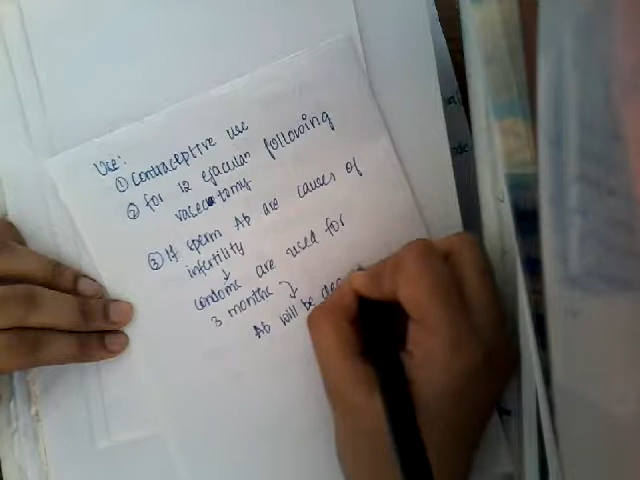 Use:
① contraceptive use
② for 12 ejaculan following
vasectomy
③ If sperm Ab are causes of
infertility
↓
condoms are used for
3 months ↴
Ab will be